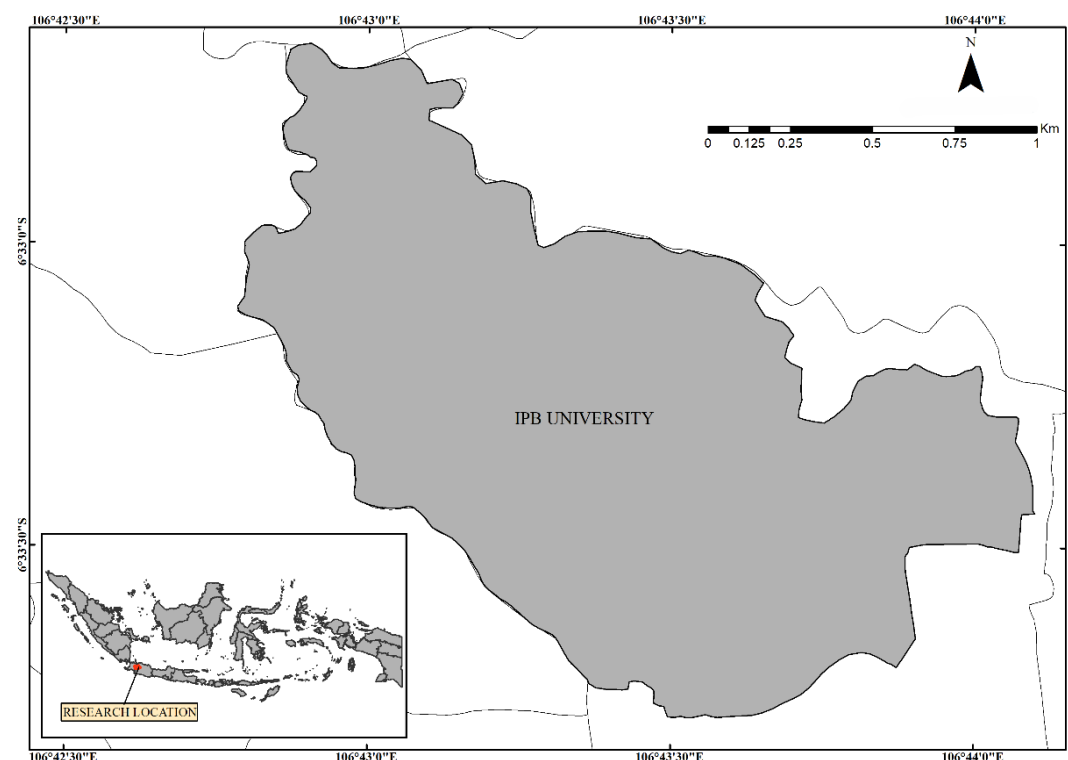 106°42'30"E
106°43'0"E
106°43'30"E
106°44'0"E
N
Km
0
0.125
0.25
0.5
0.75
1
6°33'0"S
IPB UNIVERSITY
6°33'30"S
RESEARCH LOCATION
106°42'30"E
106°43'0"E
106°43'30"E
106°44'0"E